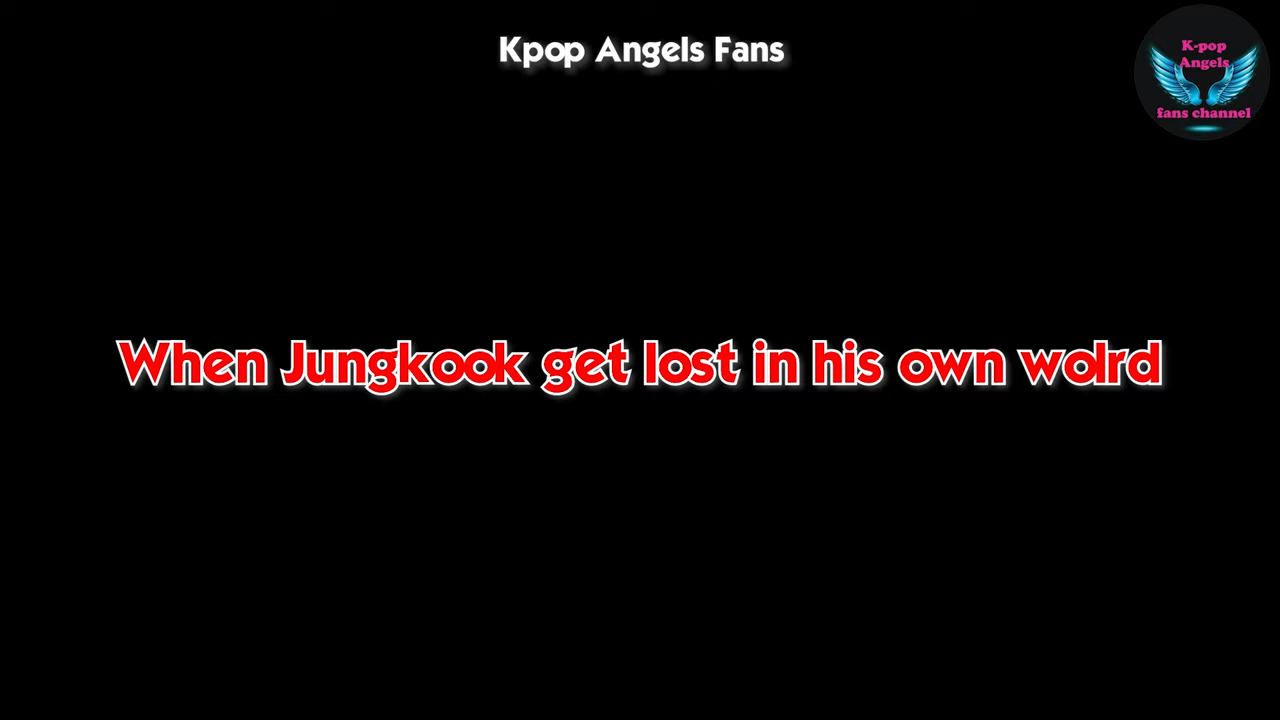 Kpop Angels Fans
K-pop
Angels
fans channel
When Jungkook get lost in his own wolrd